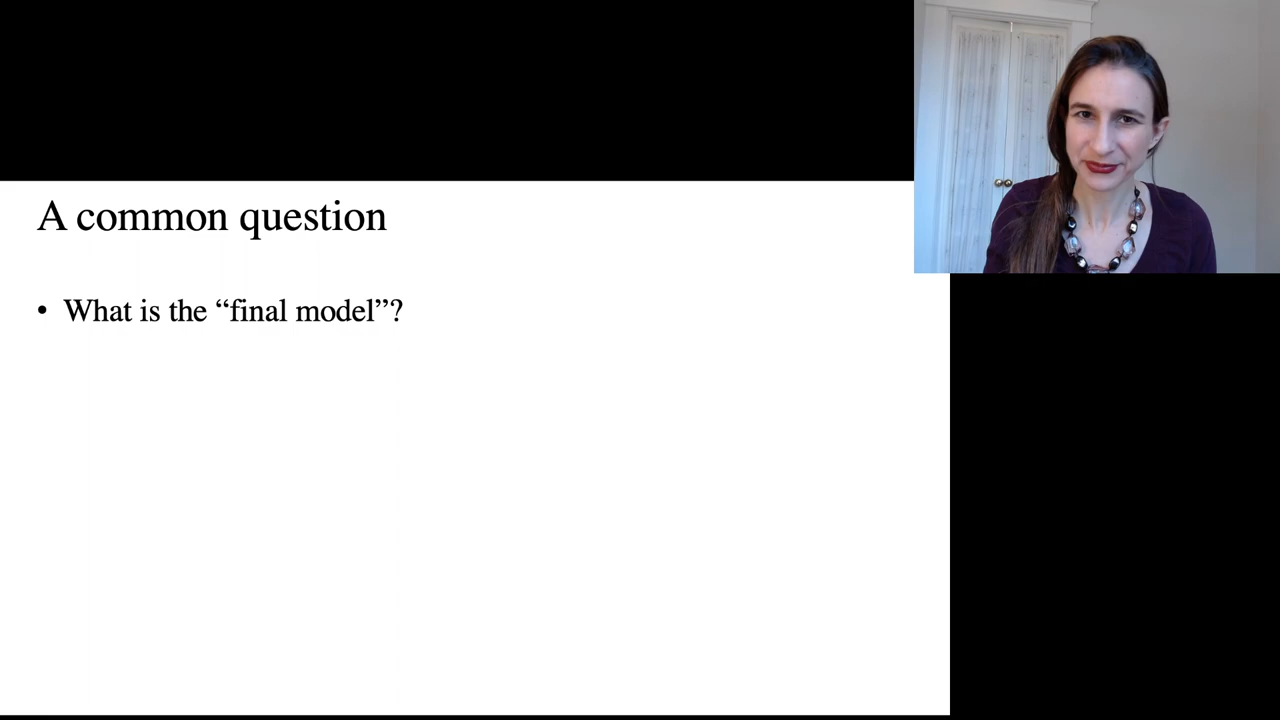 A common question
• What is the “final model”?